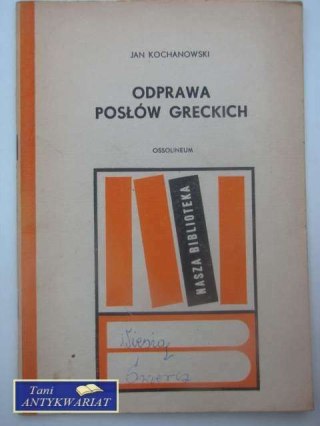 JAN KOCHANOWSKI
ODPRAWA
POSŁÓW GRECKICH
OSSOLINEUM
NASZA BIBLIOTEKA
Tani
ANTYKWARIAT